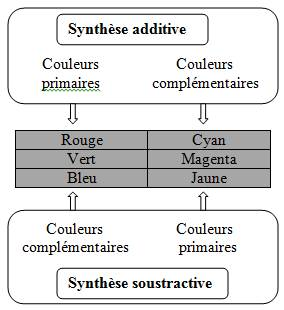 Synthèse additive
Couleurs primaires
Couleurs complémentaires
Rouge Cyan
Vert Magenta
Bleu Jaune
Couleurs complémentaires
Couleurs primaires
Synthèse soustractive